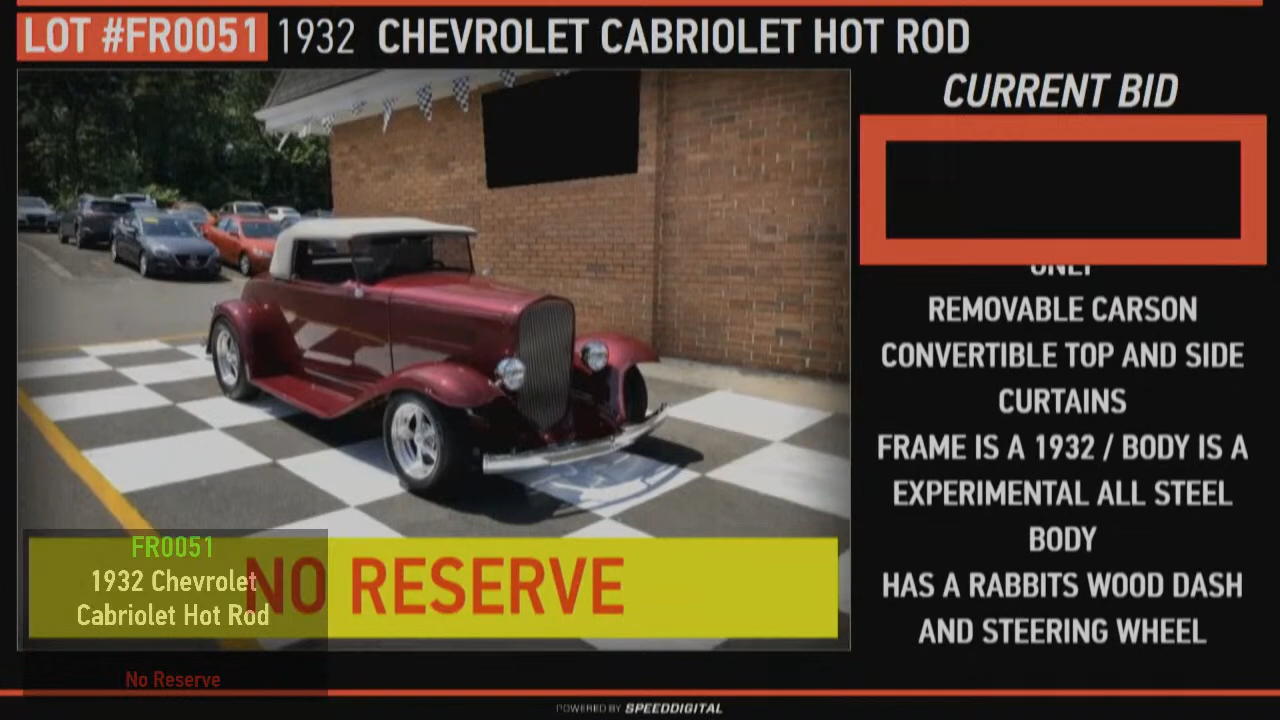 LOT #FR0051 1932 CHEVROLET CABRIOLET HOT ROD
CURRENT BID
ONLY
REMOVABLE CARSON
CONVERTIBLE TOP AND SIDE
CURTAINS
FRAME IS A 1932 / BODY IS A
EXPERIMENTAL ALL STEEL
BODY
HAS A RABBITS WOOD DASH
AND STEERING WHEEL
NO RESERVE
FR0051
1932 Chevrolet
Cabriolet Hot Rod
No Reserve
POWERED BY SPEEDDIGITAL